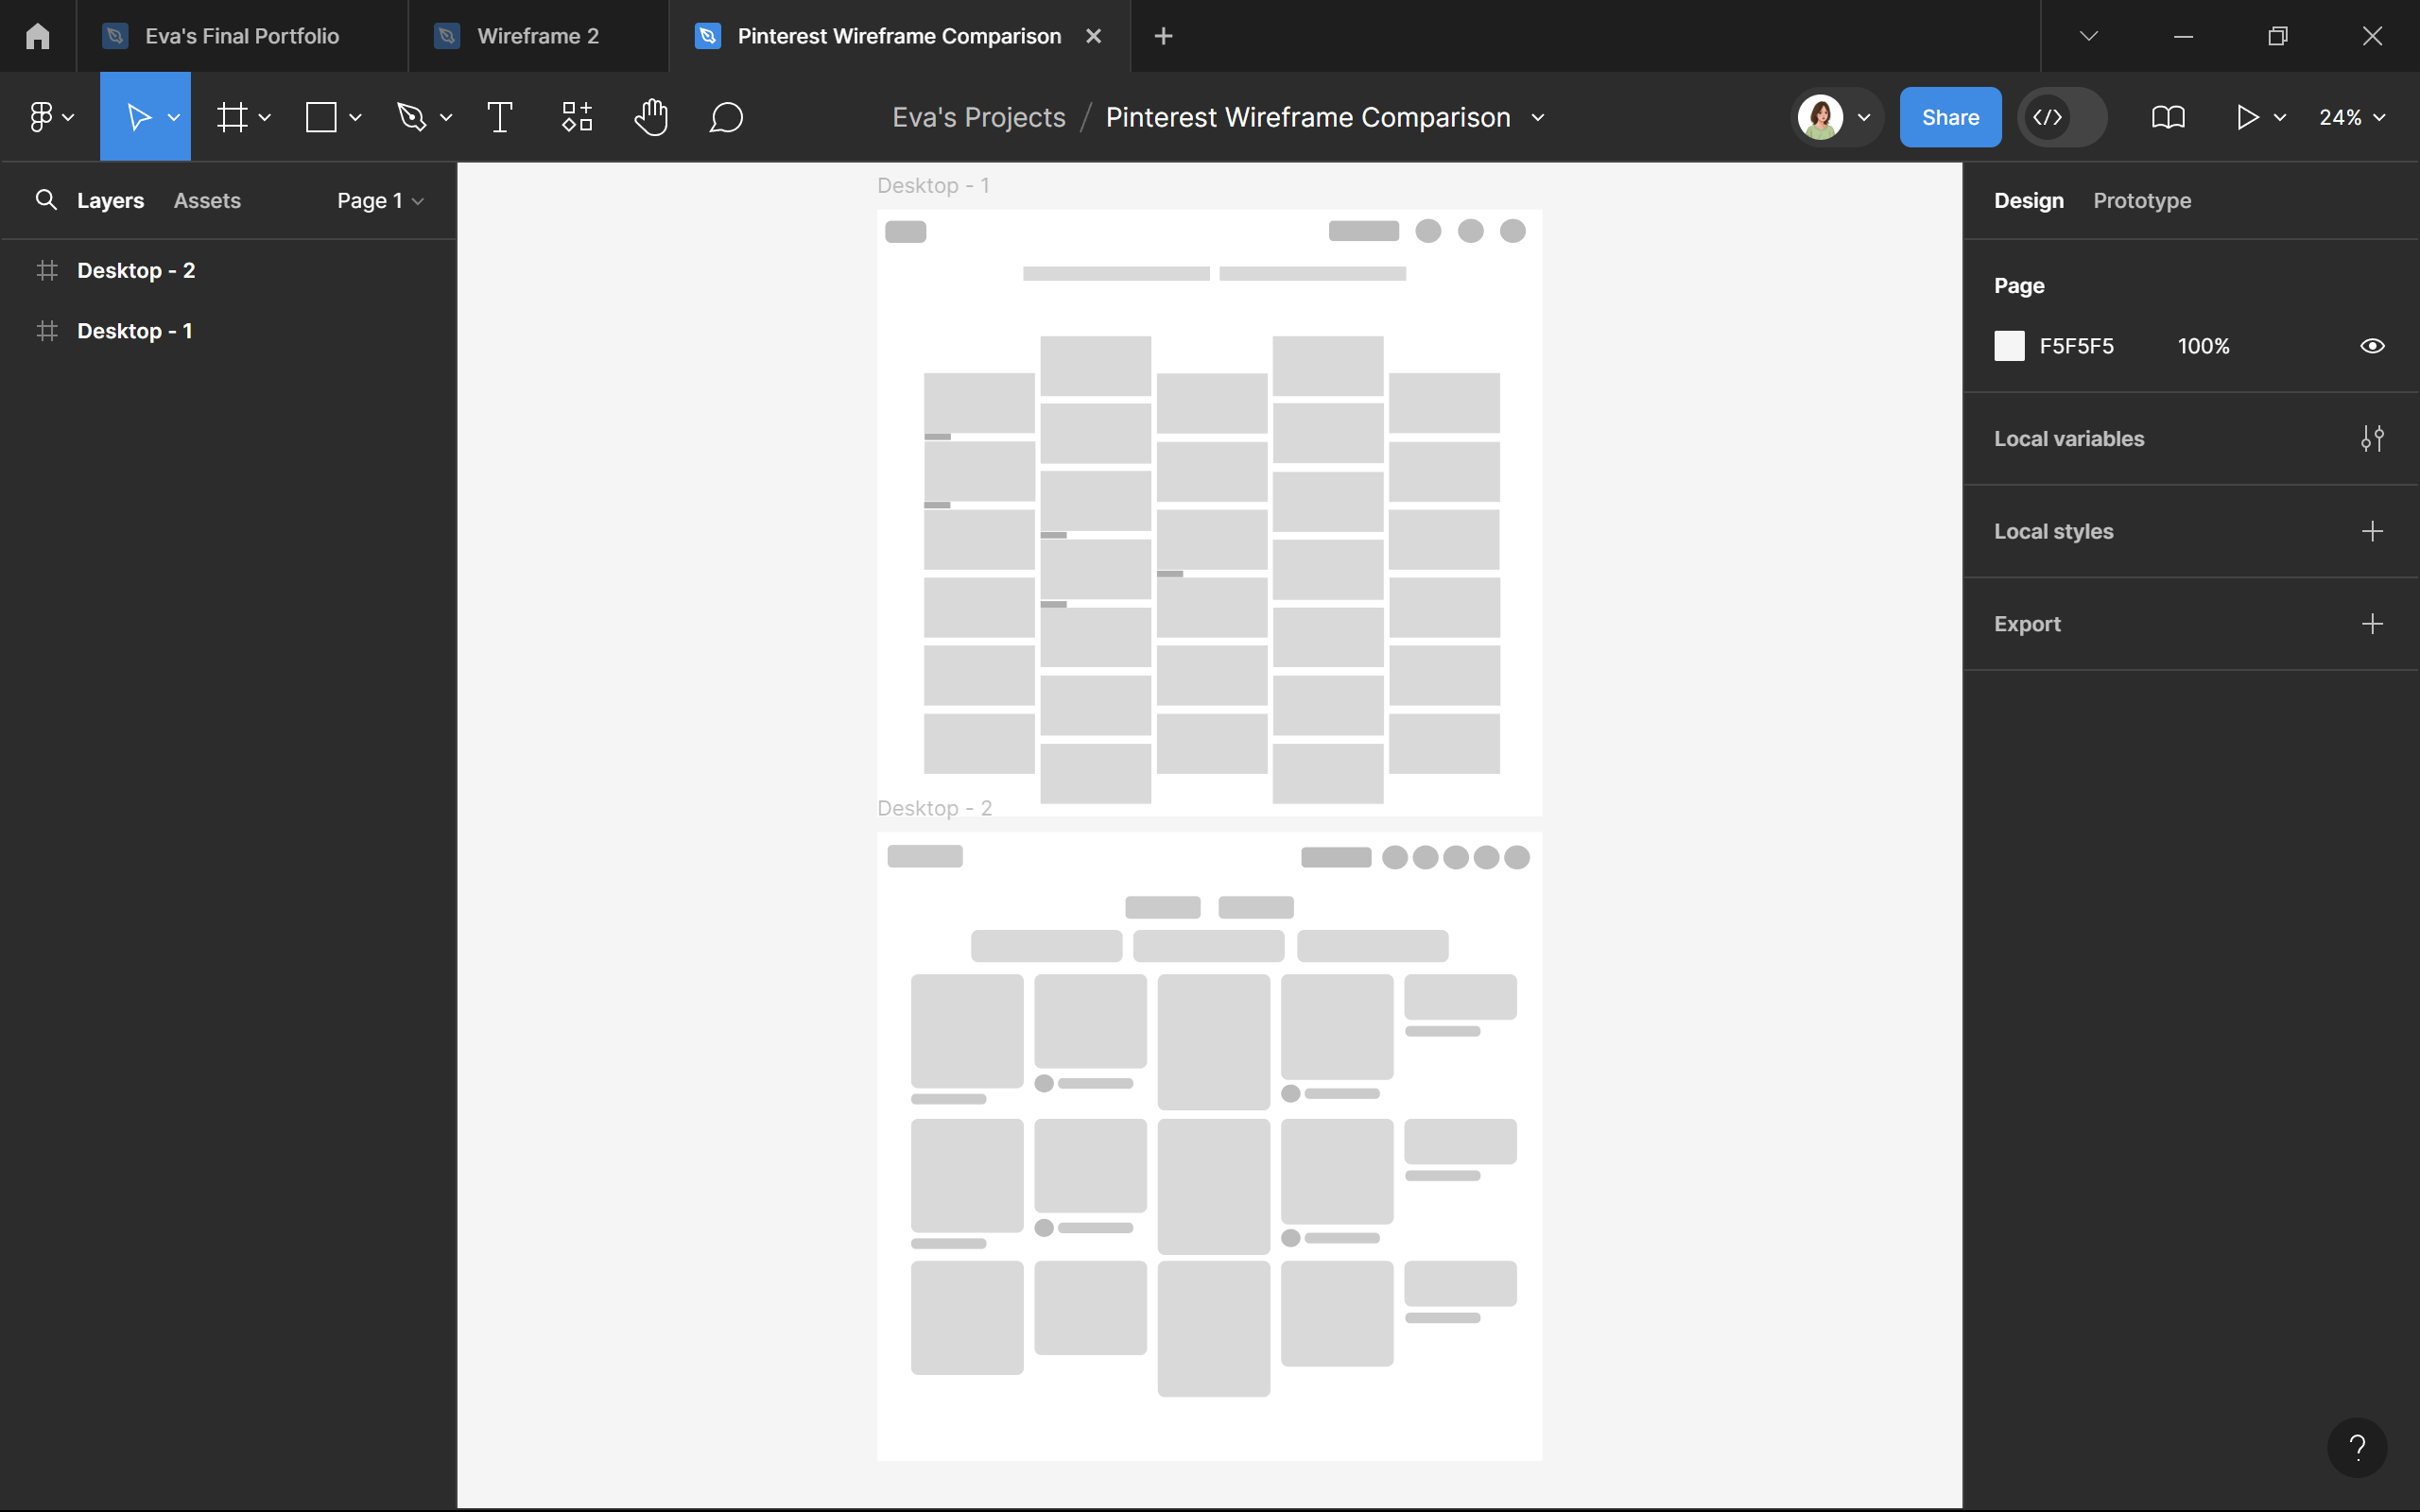 Eva's Final Portfolio
Wireframe 2
Pinterest Wireframe Comparison
Eva's Projects / Pinterest Wireframe Comparison
Share
24%
Layers
Assets
Page 1
Desktop - 2
Desktop - 1
Desktop - 1
Desktop - 2
Design
Prototype
Page
F5F5F5
100%
Local variables
Local styles
Export
?